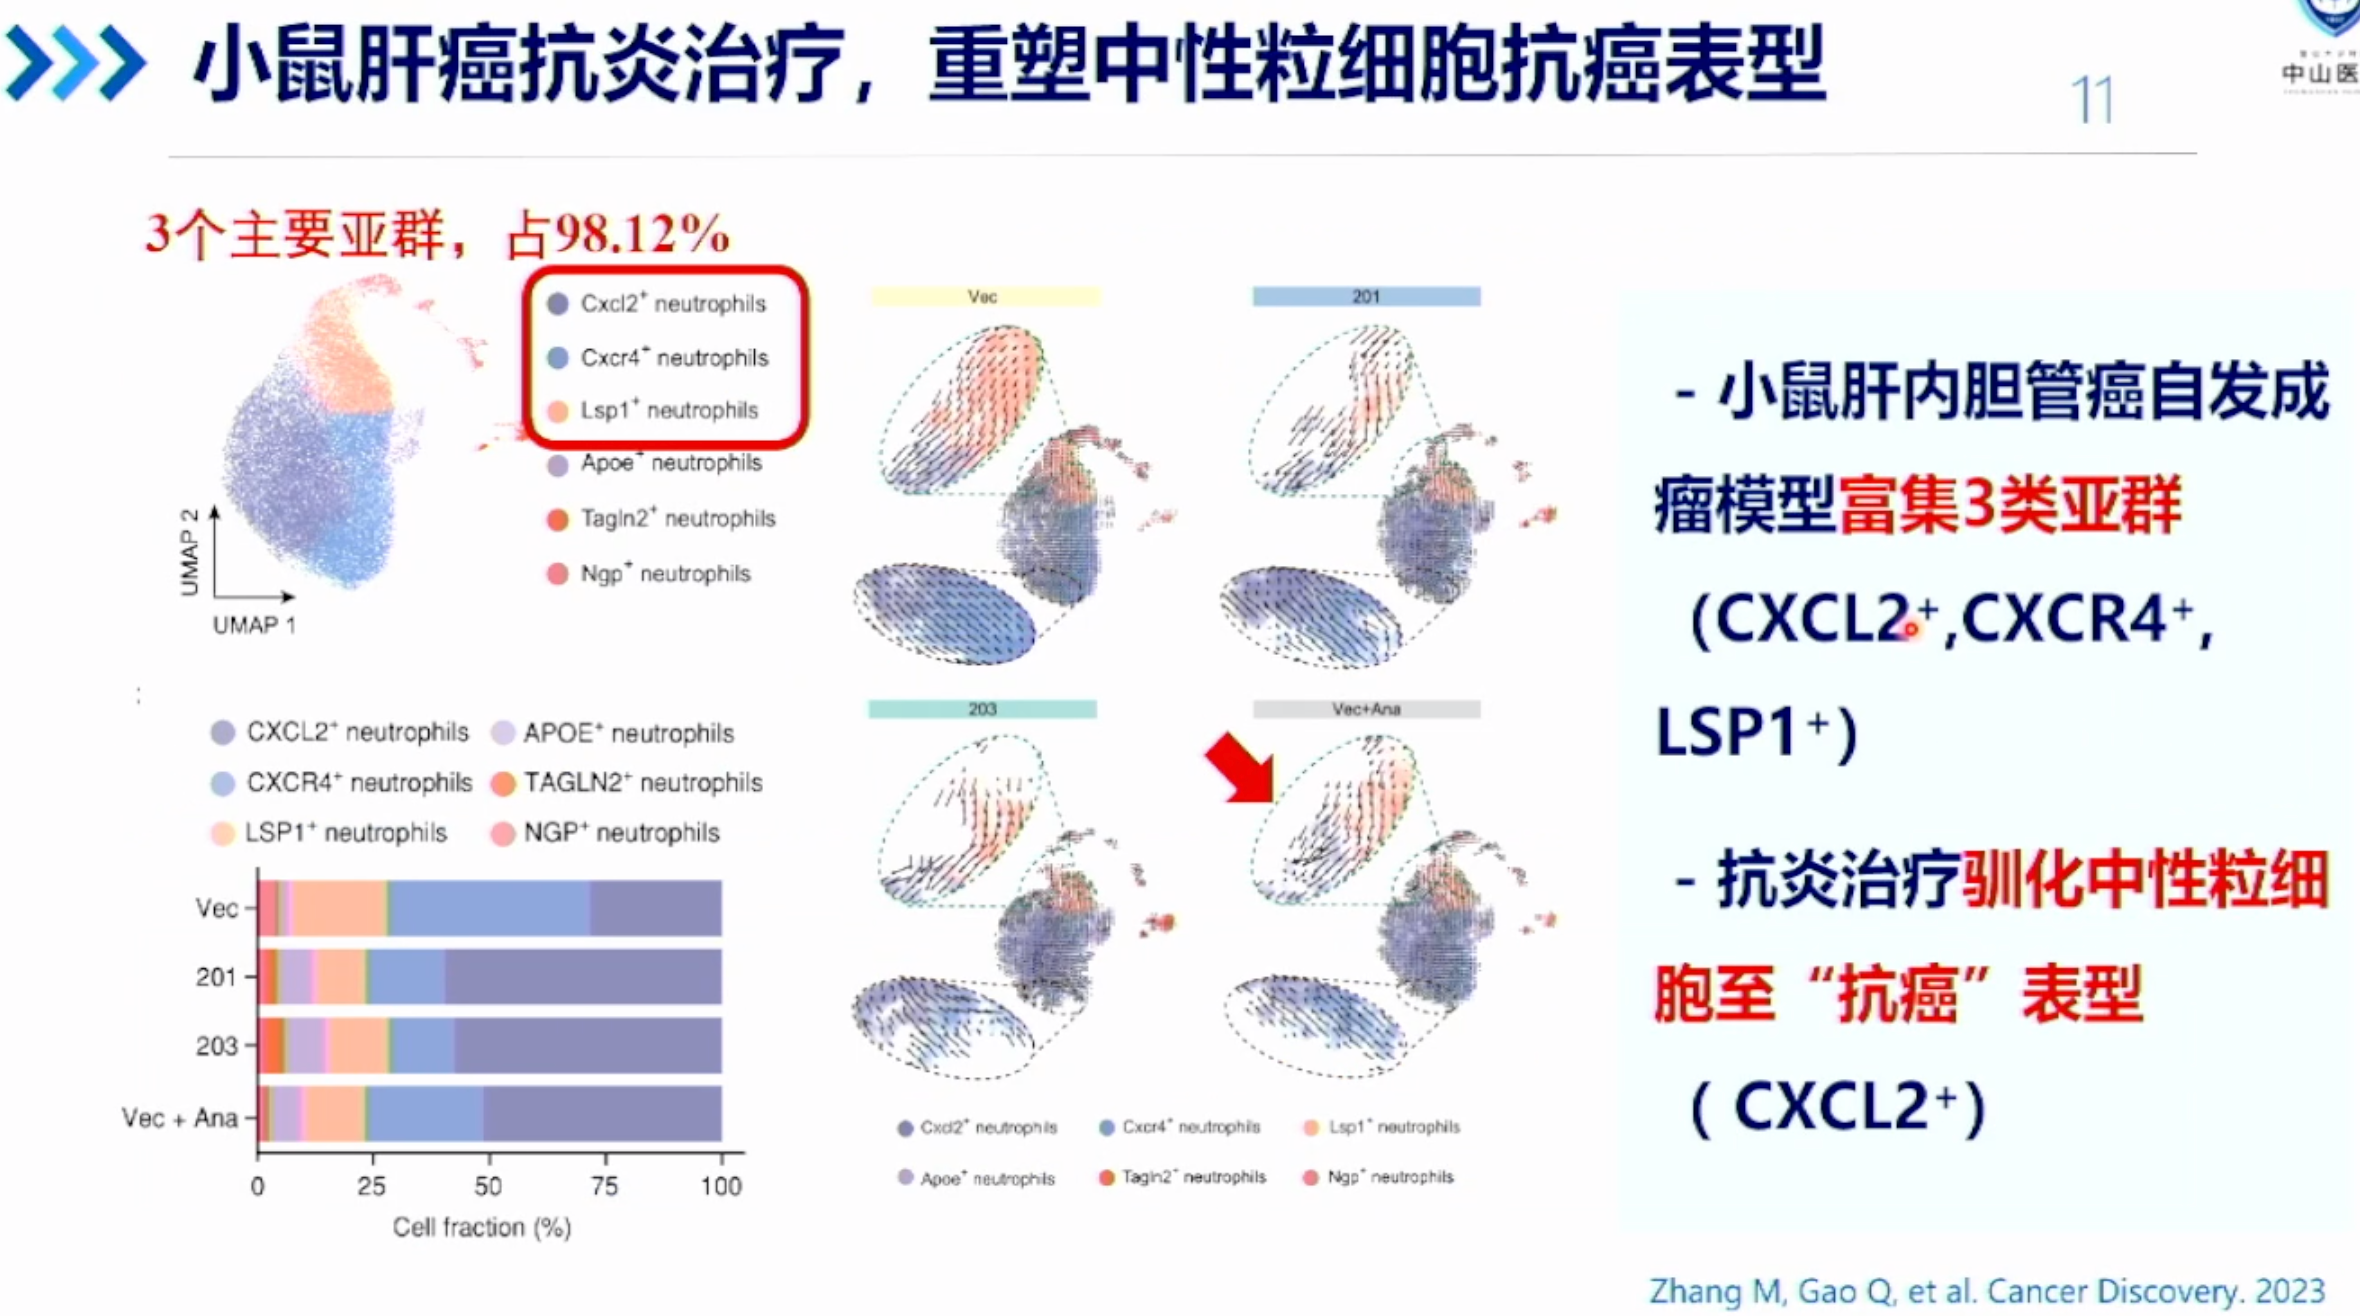 小鼠肝癌抗炎治疗，重塑中性粒细胞抗癌表型
11
中山医
3个主要亚群，占98.12%
Cxcl2⁺ neutrophils
Cxcr4⁺ neutrophils
Lsp1⁺ neutrophils
Apoe⁺ neutrophils
Tagln2⁺ neutrophils
Ngp⁺ neutrophils
UMAP 2
UMAP 1
CXCL2⁺ neutrophils
APOE⁺ neutrophils
CXCR4⁺ neutrophils
TAGLN2⁺ neutrophils
LSP1⁺ neutrophils
NGP⁺ neutrophils
Vec
201
203
Vec + Ana
0 25 50 75 100
Cell fraction (%)
Vec
201
203
Vec+Ana
Cxcl2⁺ neutrophils
Cxcr4⁺ neutrophils
Lsp1⁺ neutrophils
Apoe⁺ neutrophils
Tagln2⁺ neutrophils
Ngp⁺ neutrophils
- 小鼠肝内胆管癌自发成
瘤模型富集3类亚群
（CXCL2⁺,CXCR4⁺,
LSP1⁺）
- 抗炎治疗驯化中性粒细
胞至“抗癌”表型
（ CXCL2⁺）
Zhang M, Gao Q, et al. Cancer Discovery. 2023